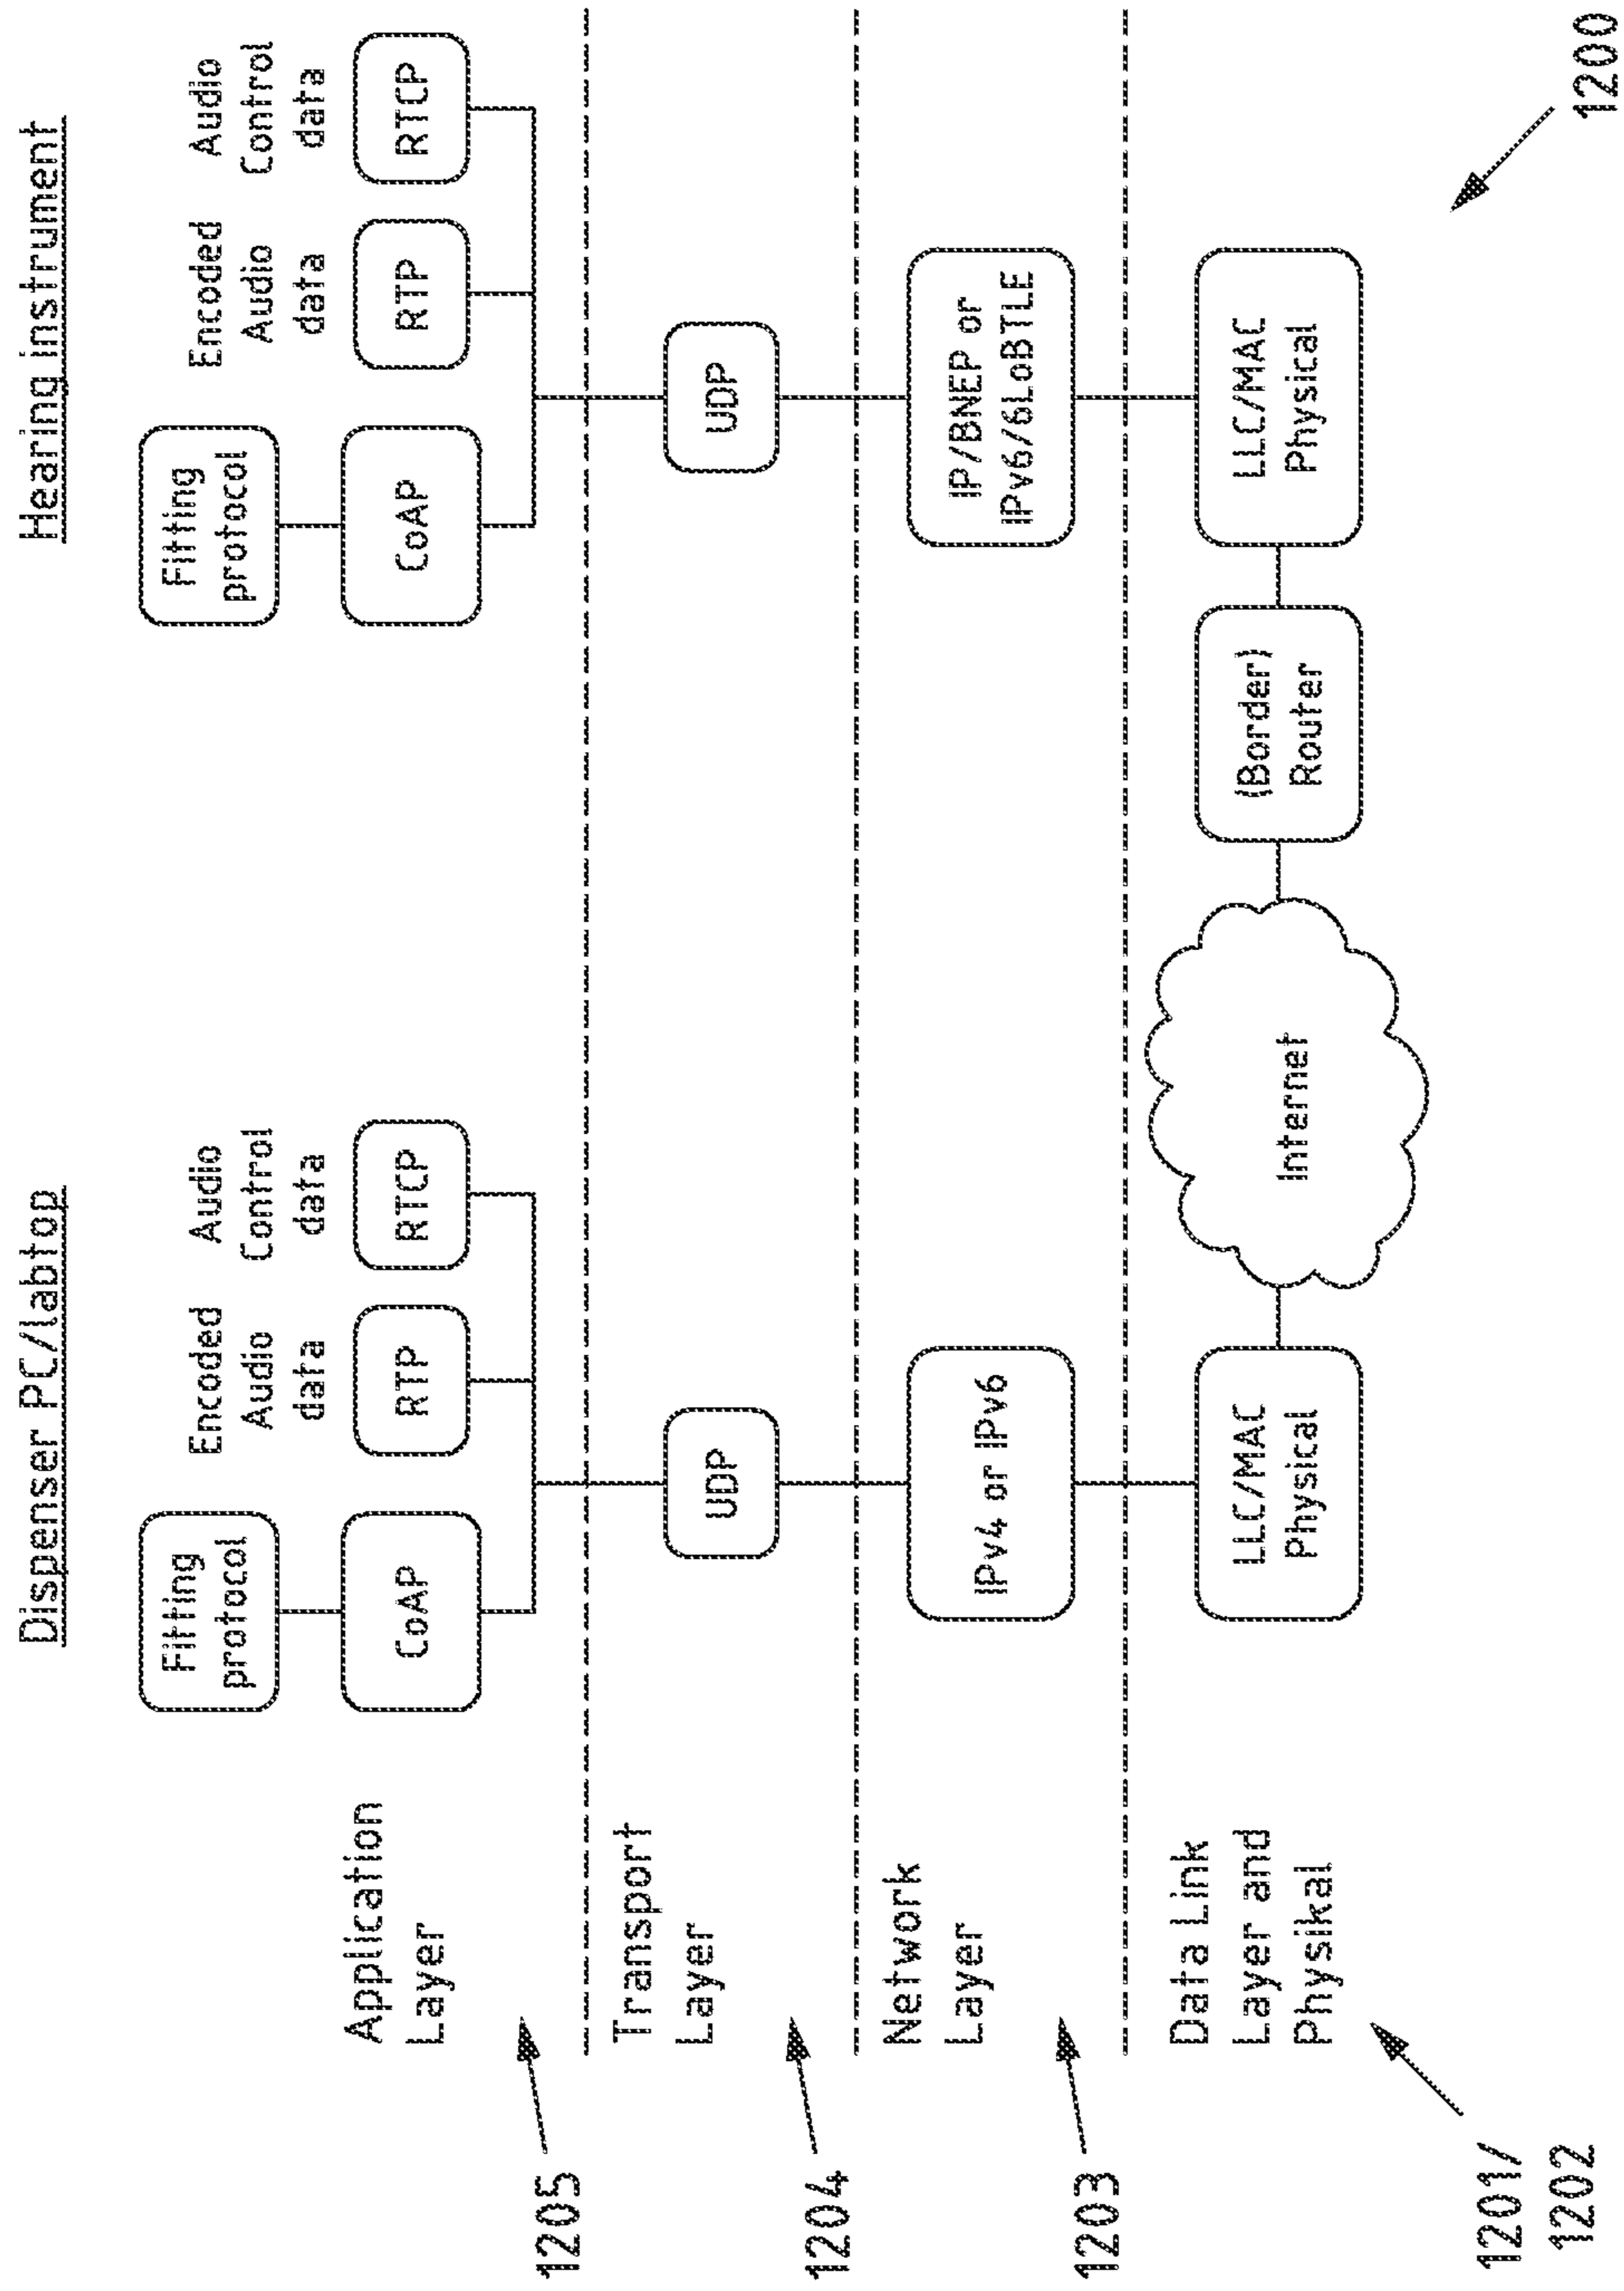 Dispenser PC/labtop
Hearing instrument
Fitting
protocol
Encoded
Audio
data
Audio
Control
data
Fitting
protocol
Encoded
Audio
data
Audio
Control
data
Application
Layer
CoAP
RTP
RTCP
CoAP
RTP
RTCP
1205
Transport
Layer
UDP
UDP
1204
Network
Layer
IPv4 or IPv6
IP/BNEP or
IPv6/6LoBTLE
1203
Data Link
Layer and
Physikal
LLC/MAC
Physical
Internet
(Border)
Router
LLC/MAC
Physical
1201/
1202
1200